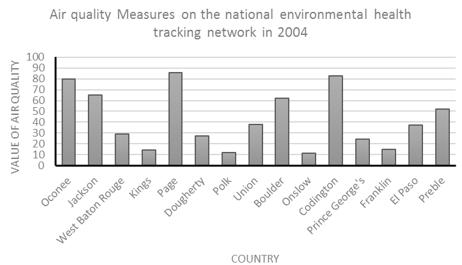 Air quality Measures on the national environmental health
tracking network in 2004
VALUE OF AIR QUALITY
100
90
80
70
60
50
40
30
20
10
0
Oconee
Jackson
West Baton Rouge
Kings
Page
Dougherty
Polk
Union
Boulder
Onslow
Codington
Prince George's
Franklin
El Paso
Preble
COUNTRY